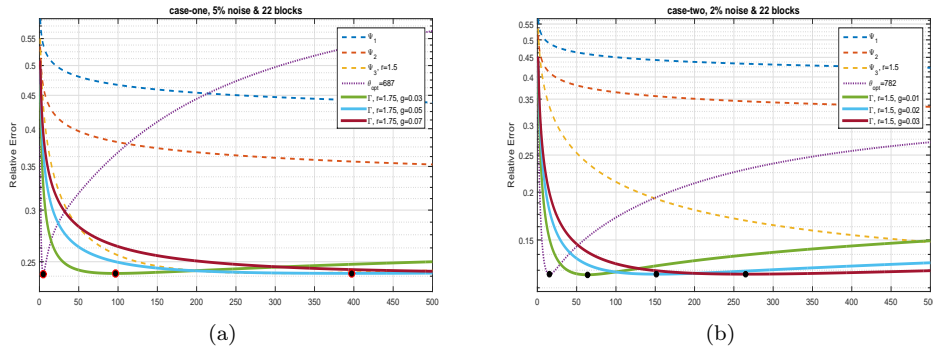 case-one, 5% noise & 22 blocks
Relative Error
0.55
0.5
0.45
0.4
0.35
0.3
0.25
0 50 100 150 200 250 300 350 400 450 500
Ψ1
Ψ2
Ψ3, r=1.5
θopt=687
Γ, r=1.75, g=0.03
Γ, r=1.75, g=0.05
Γ, r=1.75, g=0.07
(a)
case-two, 2% noise & 22 blocks
Relative Error
0.55
0.5
0.45
0.4
0.35
0.3
0.25
0.2
0.15
0 50 100 150 200 250 300 350 400 450 500
Ψ1
Ψ2
Ψ3, r=1.5
θopt=782
Γ, r=1.5, g=0.01
Γ, r=1.5, g=0.02
Γ, r=1.5, g=0.03
(b)